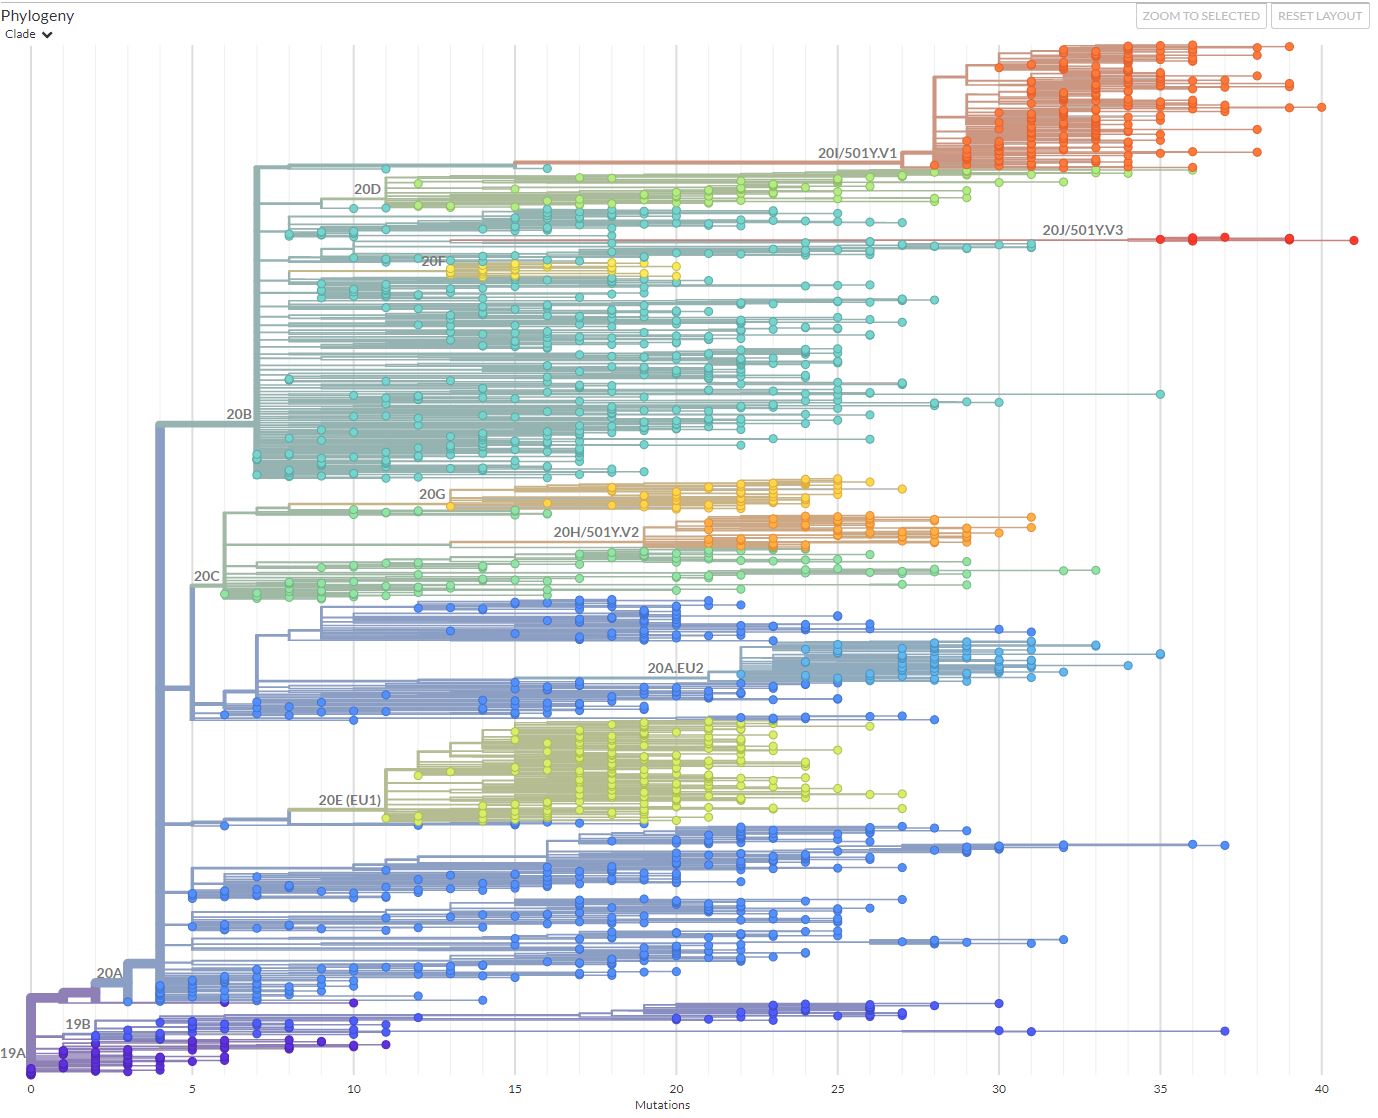 Phylogeny
ZOOM TO SELECTED
RESET LAYOUT
Clade
20I/501Y.V1
20D
20J/501Y.V3
20F
20B
20G
20H/501Y.V2
20C
20A.EU2
20E (EU1)
20A
19B
19A
0 5 10 15 20 25 30 35 40
Mutations